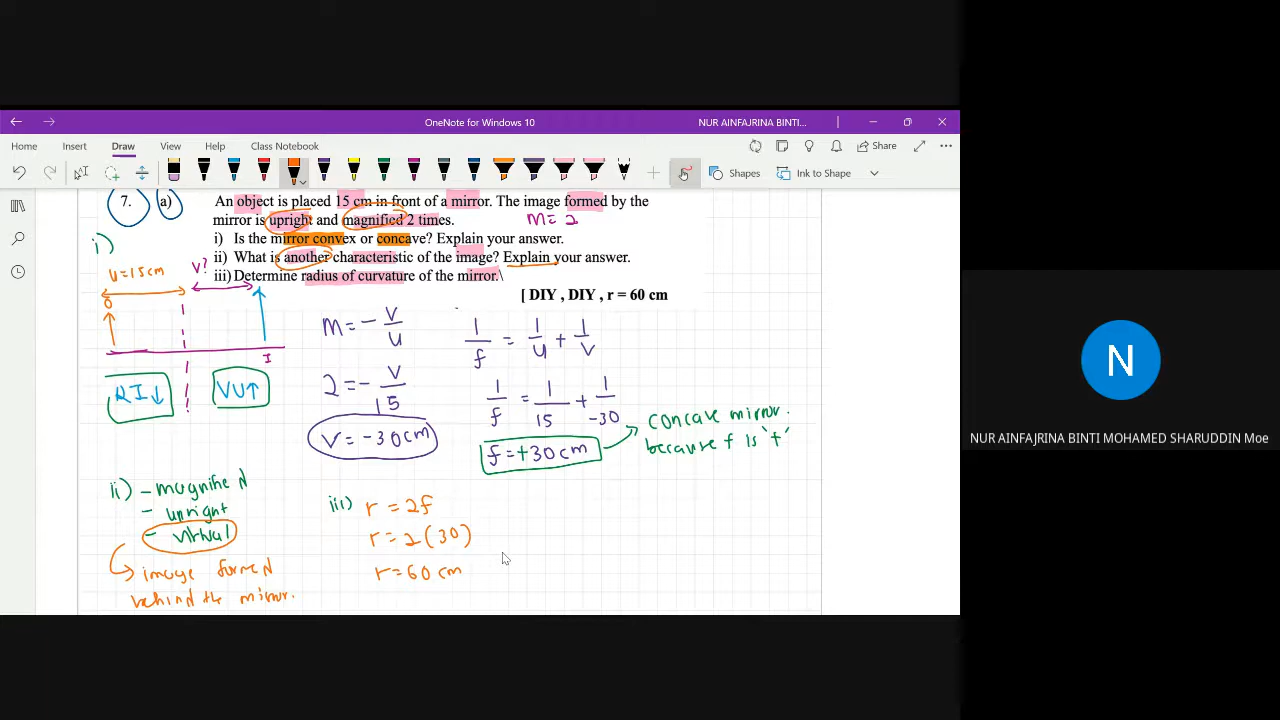 OneNote for Windows 10
NUR AINFAJRINA BINTI...
Home Insert Draw View Help Class Notebook
Share
Shapes
Ink to Shape
7. a) An object is placed 15 cm in front of a mirror. The image formed by the
mirror is upright and magnified 2 times. m = 2
i) Is the mirror convex or concave? Explain your answer.
ii) What is another characteristic of the image? Explain your answer.
iii) Determine radius of curvature of the mirror.\
[ DIY , DIY , r = 60 cm
i)
u = 15 cm
v?
O
I
RI↓
VU↑
m = - v/u
2 = - v/15
v = -30 cm
1/f = 1/u + 1/v
1/f = 1/15 + 1/-30
f = +30 cm
concave mirror.
because f is '+'
ii) - magnified
- upright
- virtual
image formed
behind the mirror.
iii) r = 2f
r = 2(30)
r = 60 cm
N
NUR AINFAJRINA BINTI MOHAMED SHARUDDIN Moe